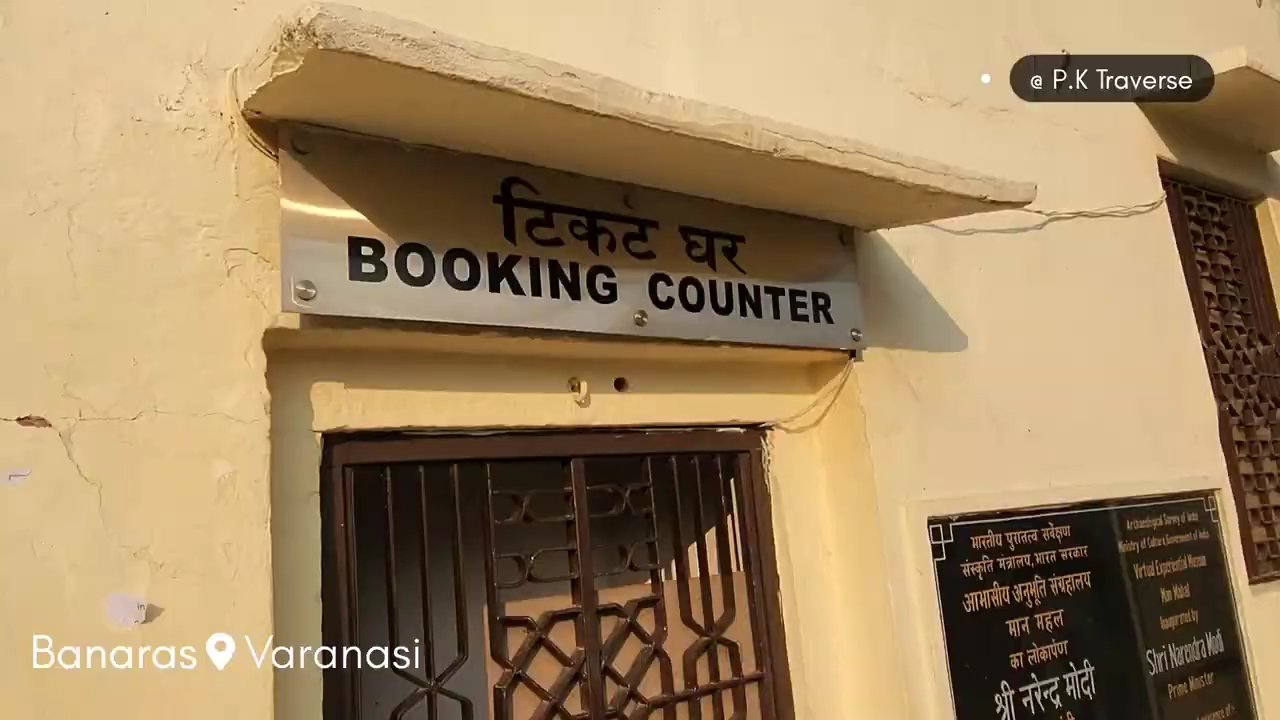 @ P.K Traverse
टिकट घर
BOOKING COUNTER
भारतीय पुरातत्व सर्वेक्षण
संस्कृति मंत्रालय, भारत सरकार
आभासीय अनुभूति संग्रहालय
मान महल
का लोकार्पण
श्री नरेन्द्र मोदी
Archaeological Survey of India
Ministry of Culture, Government of India
Virtual Experiential Museum
Man Mahal
Inaugurated by
Shri Narendra Modi
Prime Minister
Banaras Varanasi